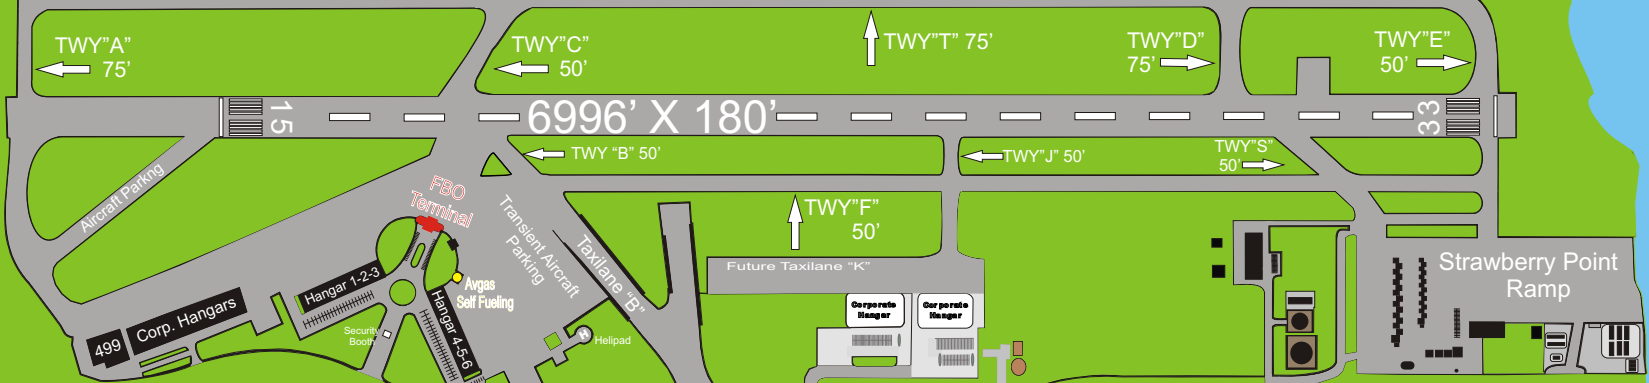 TWY"A"
75'
TWY"C"
50'
TWY"T" 75'
TWY"D"
75'
TWY"E"
50'
15
6996' X 180'
33
TWY "B" 50'
TWY"J" 50'
TWY"S"
50'
Aircraft Parkng
FBO
Terminal
Transient Aircraft
Parking
Taxilane "B"
TWY"F"
50'
Future Taxilane "K"
Strawberry Point
Ramp
Avgas
Self Fueling
Hangar 1-2-3
Hangar 4-5-6
Corp. Hangars
499
Security
Booth
H
Helipad
Corporate
Hangar
Corporate
Hangar